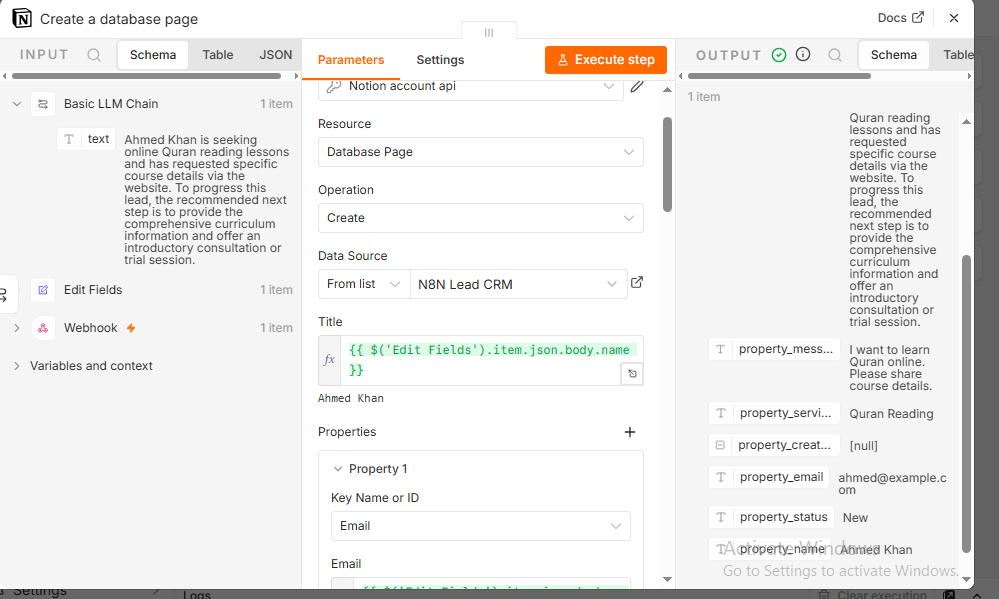 Create a database page
Docs
INPUT
Schema
Table
JSON
Basic LLM Chain
1 item
text
Ahmed Khan is seeking
online Quran reading lessons
and has requested specific
course details via the
website. To progress this
lead, the recommended next
step is to provide the
comprehensive curriculum
information and offer an
introductory consultation or
trial session.
Edit Fields
1 item
Webhook
1 item
Variables and context
Parameters
Settings
Execute step
Notion account api
Resource
Database Page
Operation
Create
Data Source
From list
N8N Lead CRM
Title
fx
{{ $('Edit Fields').item.json.body.name
}}
Ahmed Khan
Properties
Property 1
Key Name or ID
Email
Email
OUTPUT
Schema
Table
1 item
Quran reading
lessons and has
requested
specific course
details via the
website. To
progress this
lead, the
recommended
next step is to
provide the
comprehensive
curriculum
information and
offer an
introductory
consultation or
trial session.
property_mess...
I want to learn
Quran online.
Please share
course details.
property_servi...
Quran Reading
property_creat...
[null]
property_email
ahmed@example.c
om
property_status
New
property_name
Ahmed Khan
Activate Windows
Go to Settings to activate Windows.
Settings
Logs
Clear execution